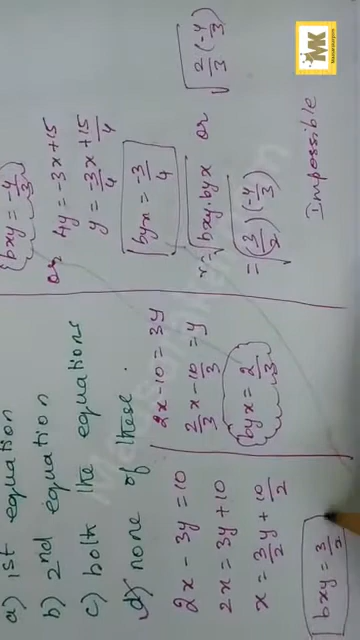 a) 1st equation
b) 2nd equation
c) both the equations
d) none of these.
2x - 3y = 10
2x = 3y + 10
x = 3/2 y + 10/2
bxy = 3/2
2x - 10 = 3y
2/3 x - 10/3 = y
byx = 2/3
bxy = -4/3
or 4y = -3x + 15
y = -3/4 x + 15/4
byx = -3/4
r = √bxy·byx or √2/3(-4/3)
= √(3/2)(-4/3)
Impossible
MK